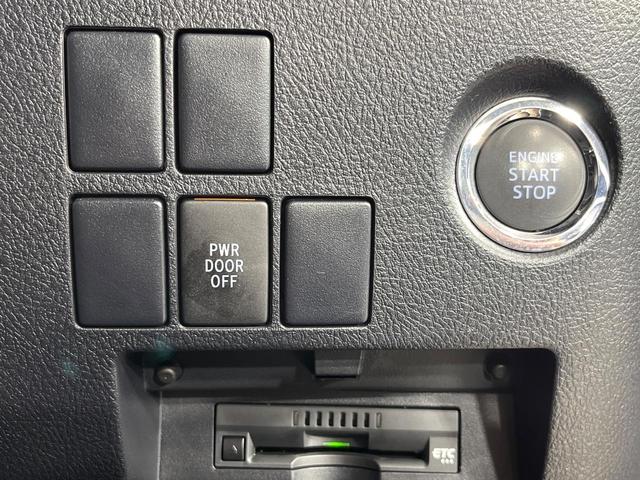 ENGINE
START
STOP
PWR
DOOR
OFF
ETC